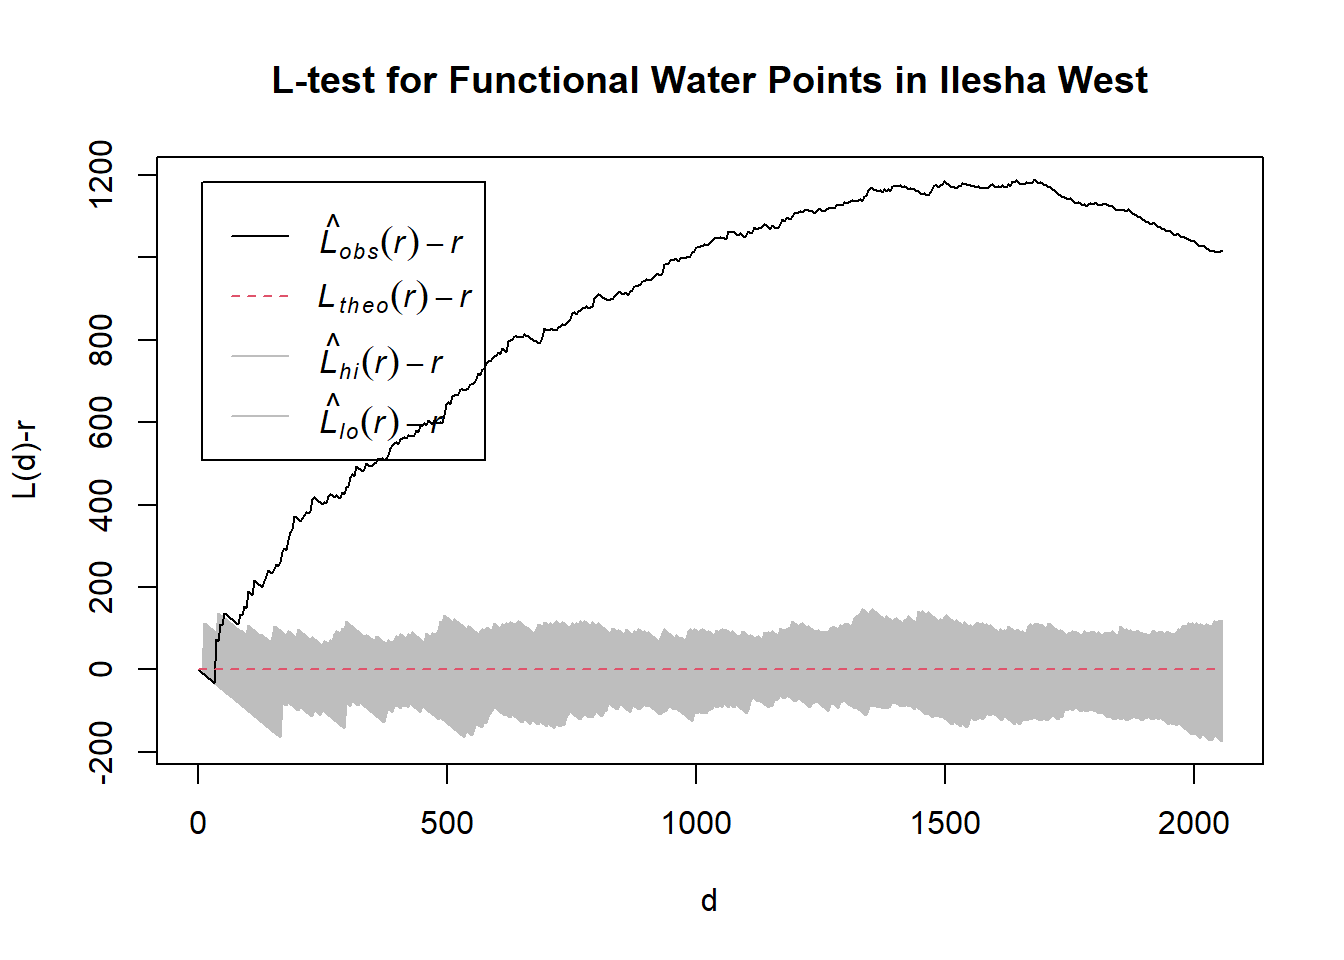 L-test for Functional Water Points in Ilesha West
L(d)-r
1200
800
600
400
200
0
-200
L̂obs(r) − r
Ltheo(r) − r
L̂hi(r) − r
L̂lo(r) − r
0 500 1000 1500 2000
d